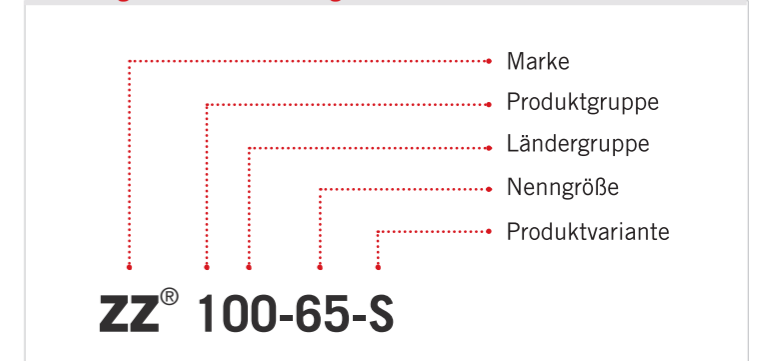 Marke
Produktgruppe
Ländergruppe
Nenngröße
Produktvariante
ZZ® 100-65-S